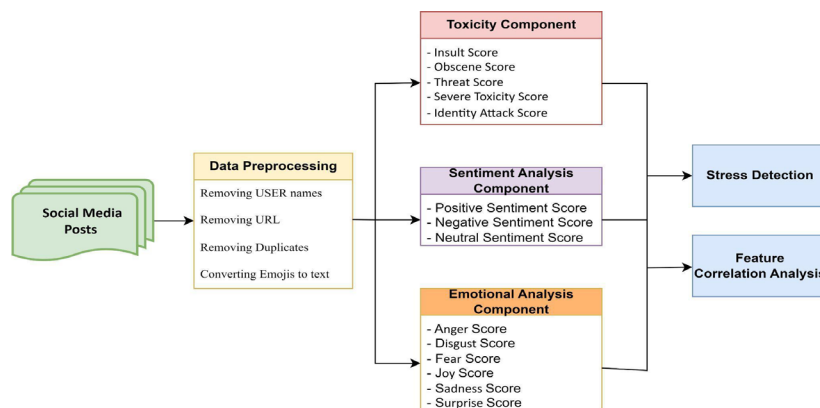 Social Media
Posts
Data Preprocessing
Removing USER names
Removing URL
Removing Duplicates
Converting Emojis to text
Toxicity Component
- Insult Score
- Obscene Score
- Threat Score
- Severe Toxicity Score
- Identity Attack Score
Sentiment Analysis
Component
- Positive Sentiment Score
- Negative Sentiment Score
- Neutral Sentiment Score
Emotional Analysis
Component
- Anger Score
- Disgust Score
- Fear Score
- Joy Score
- Sadness Score
- Surprise Score
Stress Detection
Feature
Correlation Analysis